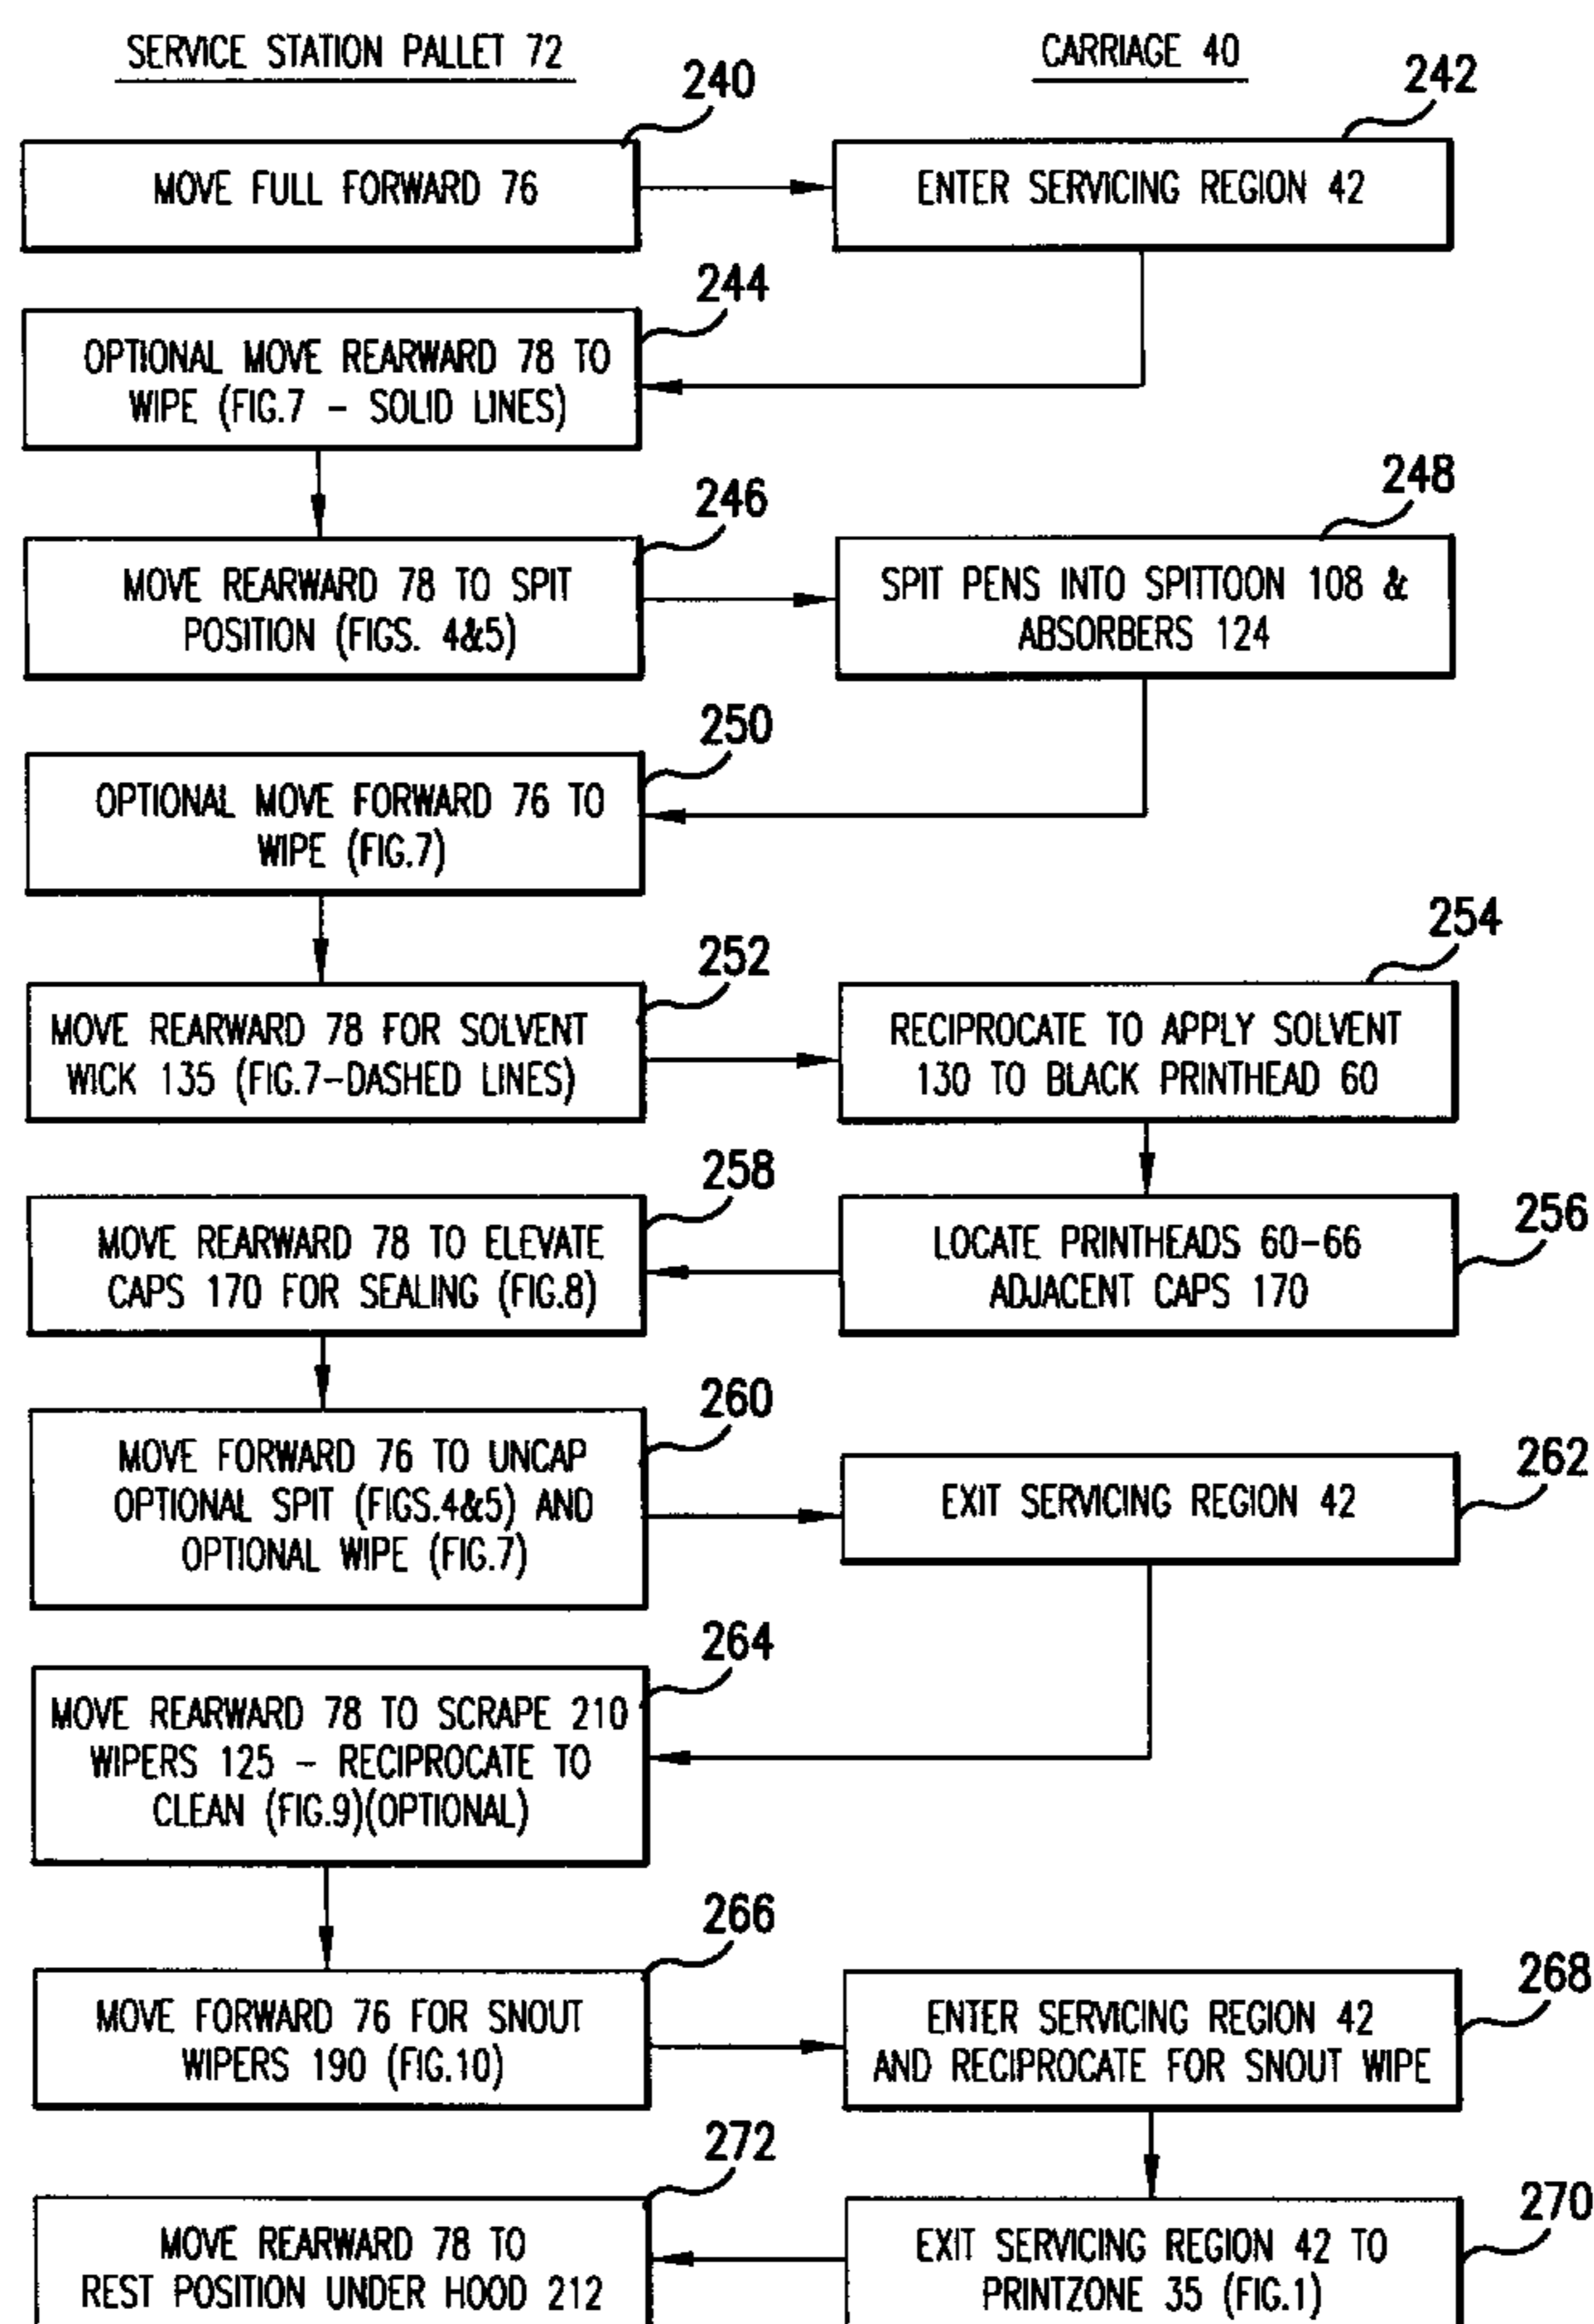 SERVICE STATION PALLET 72
CARRIAGE 40
240
242
MOVE FULL FORWARD 76
ENTER SERVICING REGION 42
244
OPTIONAL MOVE REARWARD 78 TO
WIPE (FIG.7 - SOLID LINES)
246
248
MOVE REARWARD 78 TO SPIT
POSITION (FIGS. 4&5)
SPIT PENS INTO SPITTOON 108 &
ABSORBERS 124
250
OPTIONAL MOVE FORWARD 76 TO
WIPE (FIG.7)
252
254
MOVE REARWARD 78 FOR SOLVENT
WICK 135 (FIG.7-DASHED LINES)
RECIPROCATE TO APPLY SOLVENT
130 TO BLACK PRINTHEAD 60
256
LOCATE PRINTHEADS 60-66
ADJACENT CAPS 170
258
MOVE REARWARD 78 TO ELEVATE
CAPS 170 FOR SEALING (FIG.8)
260
MOVE FORWARD 76 TO UNCAP
OPTIONAL SPIT (FIGS.4&5) AND
OPTIONAL WIPE (FIG.7)
262
EXIT SERVICING REGION 42
264
MOVE REARWARD 78 TO SCRAPE 210
WIPERS 125 - RECIPROCATE TO
CLEAN (FIG.9)(OPTIONAL)
266
MOVE FORWARD 76 FOR SNOUT
WIPERS 190 (FIG.10)
268
ENTER SERVICING REGION 42
AND RECIPROCATE FOR SNOUT WIPE
270
EXIT SERVICING REGION 42 TO
PRINTZONE 35 (FIG.1)
272
MOVE REARWARD 78 TO
REST POSITION UNDER HOOD 212